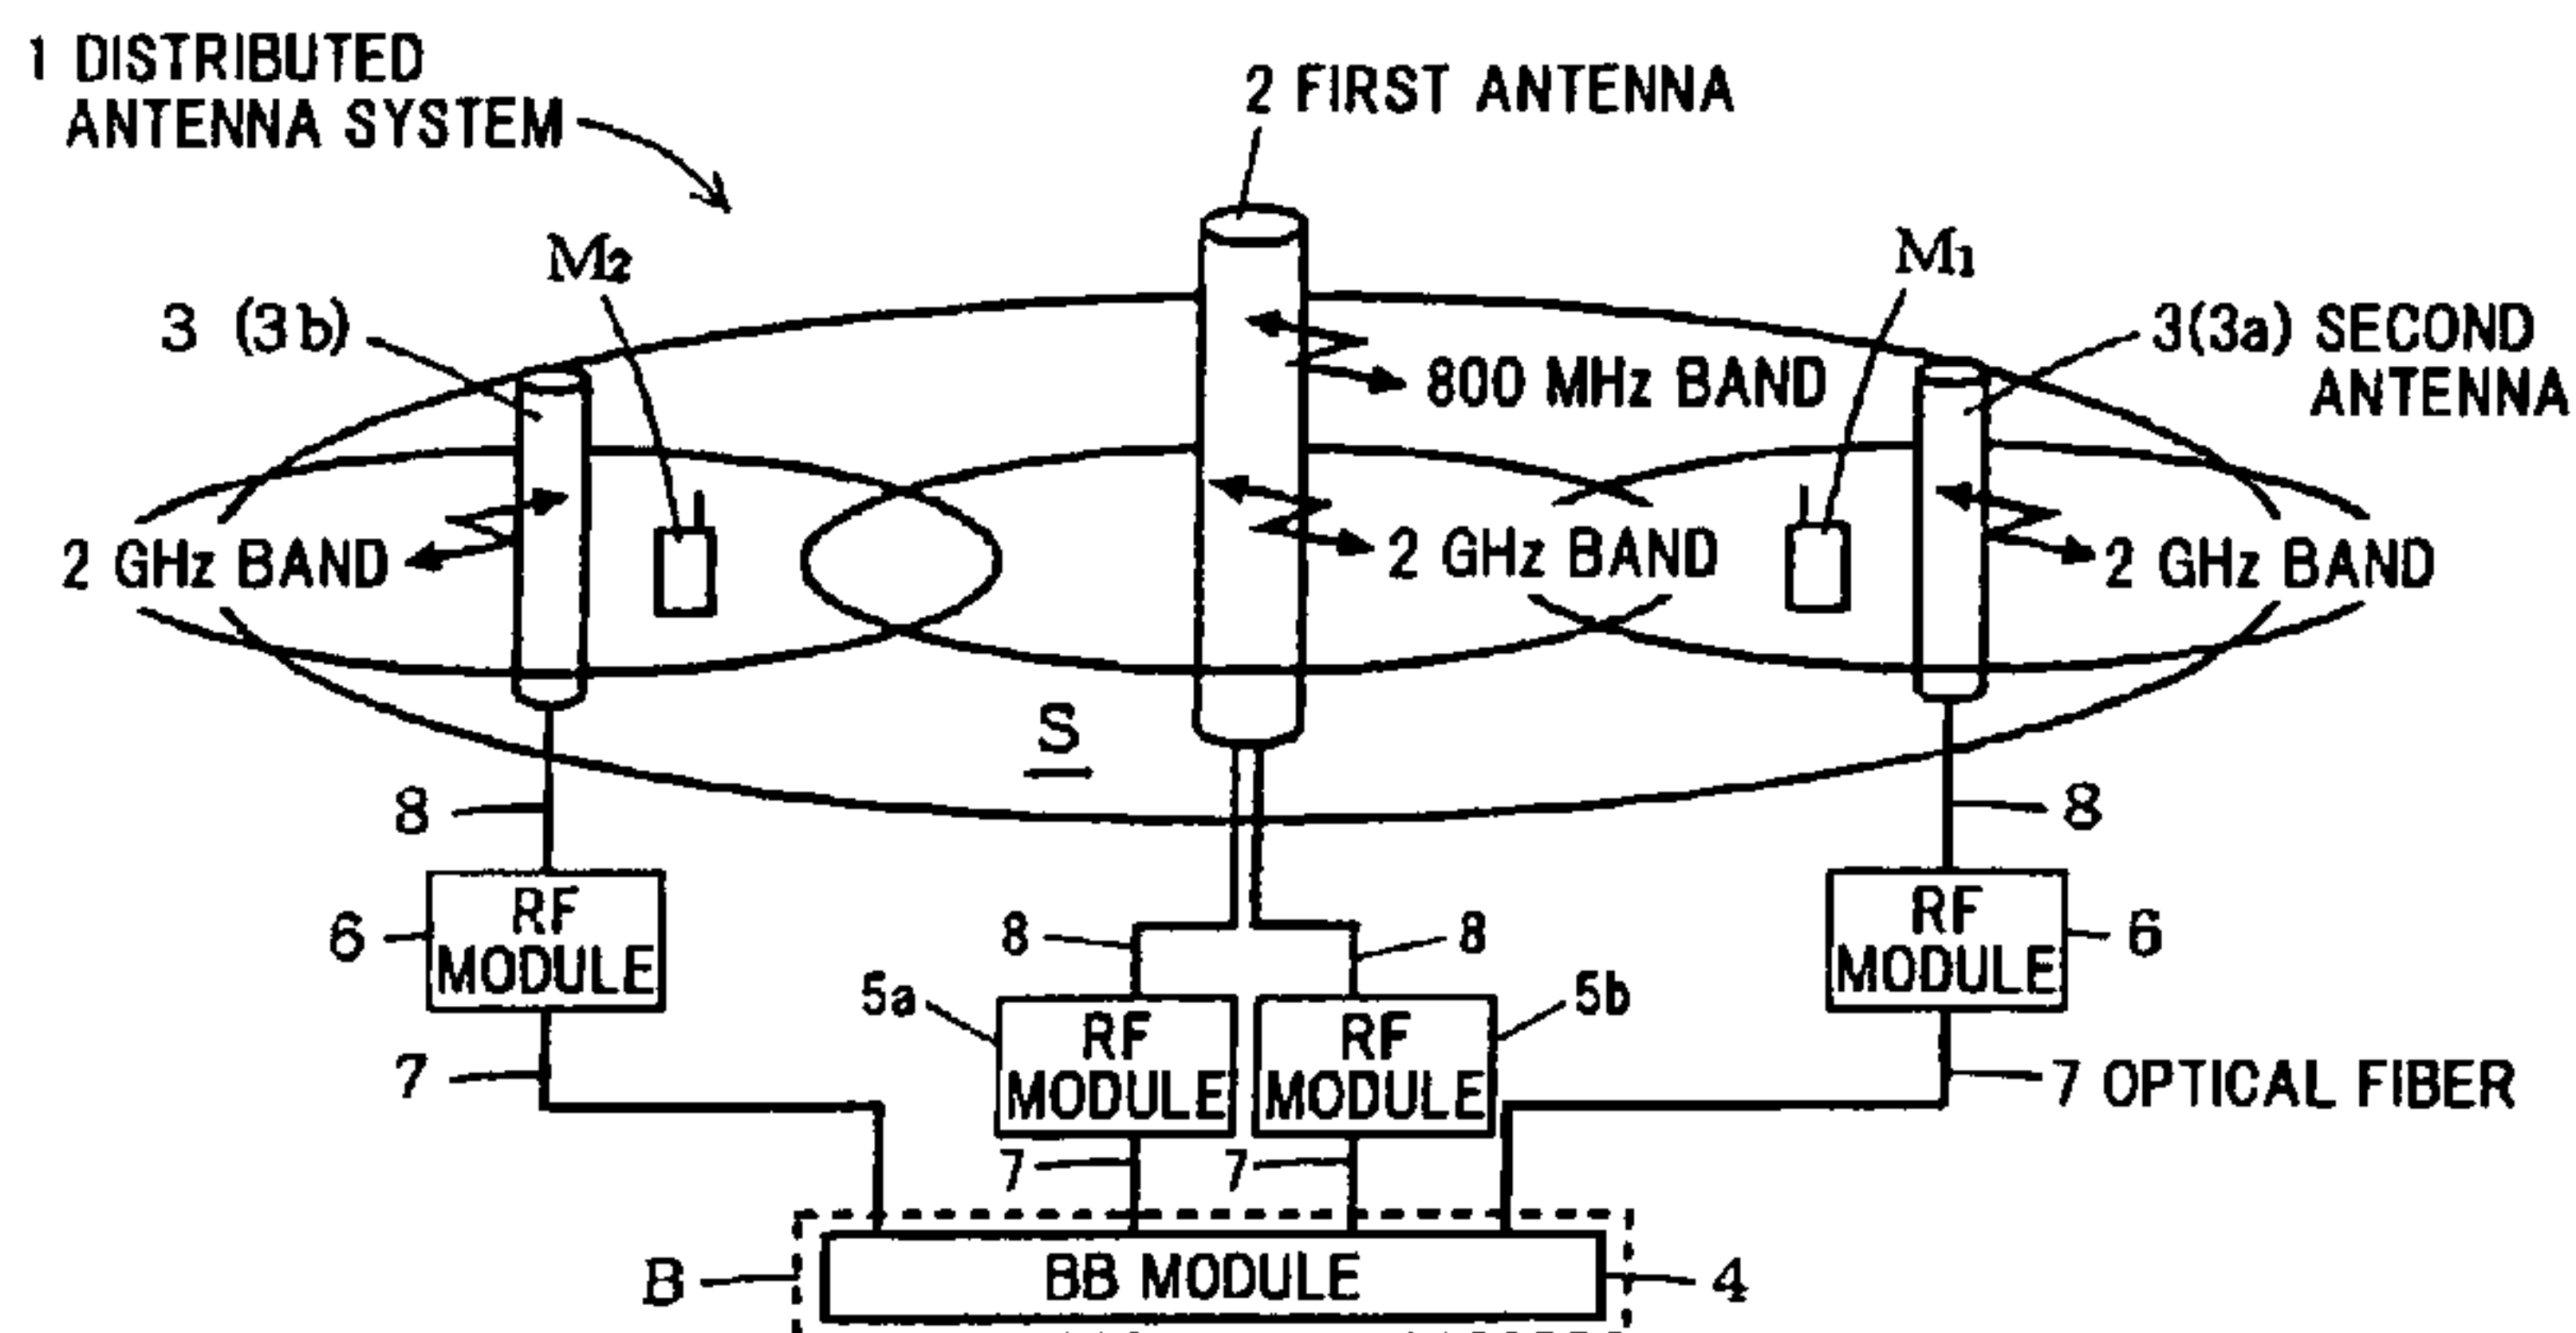 1 DISTRIBUTED
ANTENNA SYSTEM
2 FIRST ANTENNA
M2
M1
3 (3b)
3(3a) SECOND
ANTENNA
800 MHz BAND
2 GHz BAND
2 GHz BAND
2 GHz BAND
S
8
8
RF
MODULE
6
8
8
RF
MODULE
6
5a
5b
RF
MODULE
RF
MODULE
7
7 OPTICAL FIBER
7
7
B
BB MODULE
4